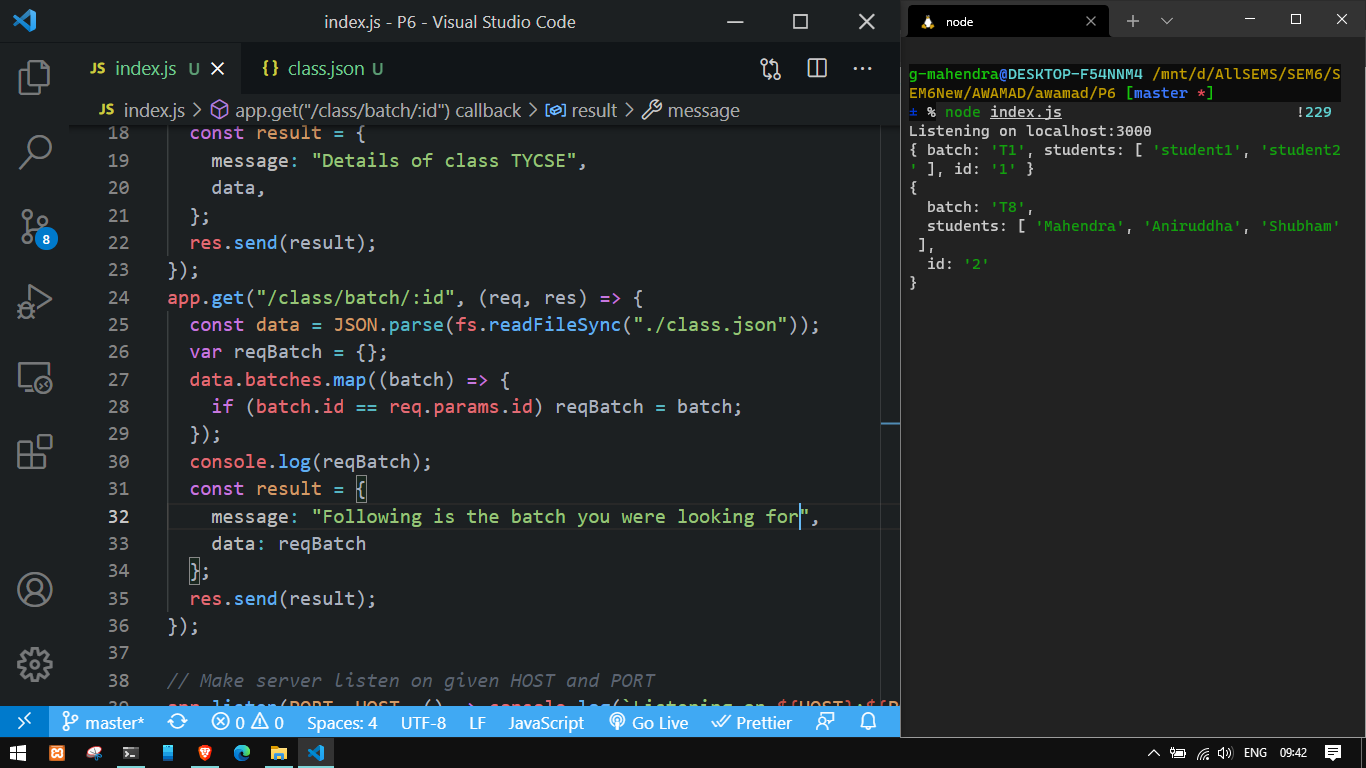 index.js - P6 - Visual Studio Code
JS index.js U
{} class.json U
JS index.js > app.get("/class/batch/:id") callback > result > message
18 const result = {
19 message: "Details of class TYCSE",
20 data,
21 };
22 res.send(result);
23 });
24 app.get("/class/batch/:id", (req, res) => {
25 const data = JSON.parse(fs.readFileSync("./class.json"));
26 var reqBatch = {};
27 data.batches.map((batch) => {
28 if (batch.id == req.params.id) reqBatch = batch;
29 });
30 console.log(reqBatch);
31 const result = {
32 message: "Following is the batch you were looking for",
33 data: reqBatch
34 };
35 res.send(result);
36 });
37
38 // Make server listen on given HOST and PORT
8
master*
0 0
Spaces: 4
UTF-8
LF
JavaScript
Go Live
Prettier
node
g-mahendra@DESKTOP-F54NNM4 /mnt/d/AllSEMS/SEM6/S
EM6New/AWAMAD/awamad/P6 [master *]
± % node index.js !229
Listening on localhost:3000
{ batch: 'T1', students: [ 'student1', 'student2
' ], id: '1' }
{
batch: 'T8',
students: [ 'Mahendra', 'Aniruddha', 'Shubham'
],
id: '2'
}
ENG
09:42